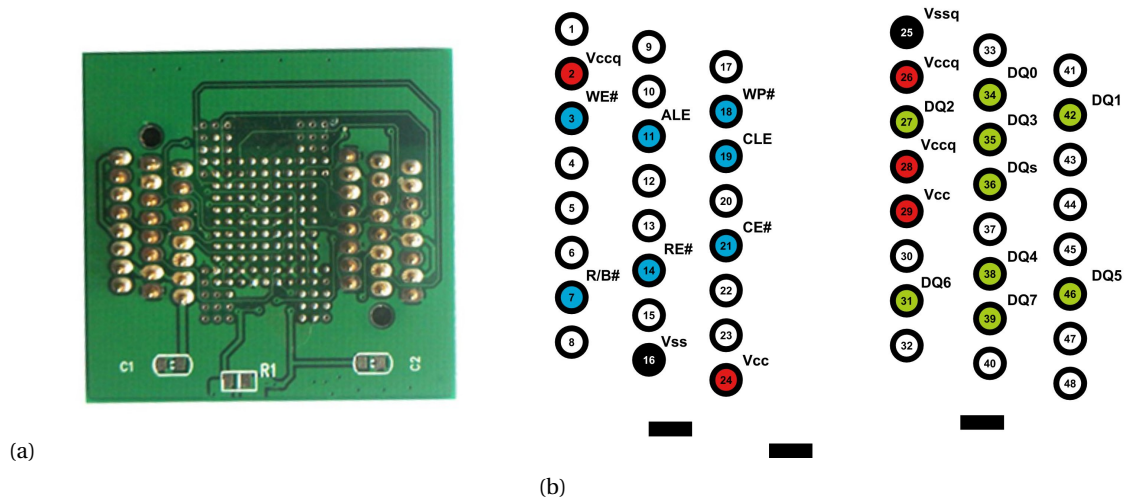 C1
R1
C2
(a)
1
Vccq
2
WE#
3
4
5
6
R/B#
7
8
9
10
ALE
11
12
13
RE#
14
15
Vss
16
17
WP#
18
CLE
19
20
CE#
21
22
23
Vcc
24
Vssq
25
Vccq
26
DQ2
27
Vccq
28
Vcc
29
30
DQ6
31
32
33
DQ0
34
DQ3
35
DQs
36
37
DQ4
38
DQ7
39
40
41
DQ1
42
43
44
45
DQ5
46
47
48
(b)